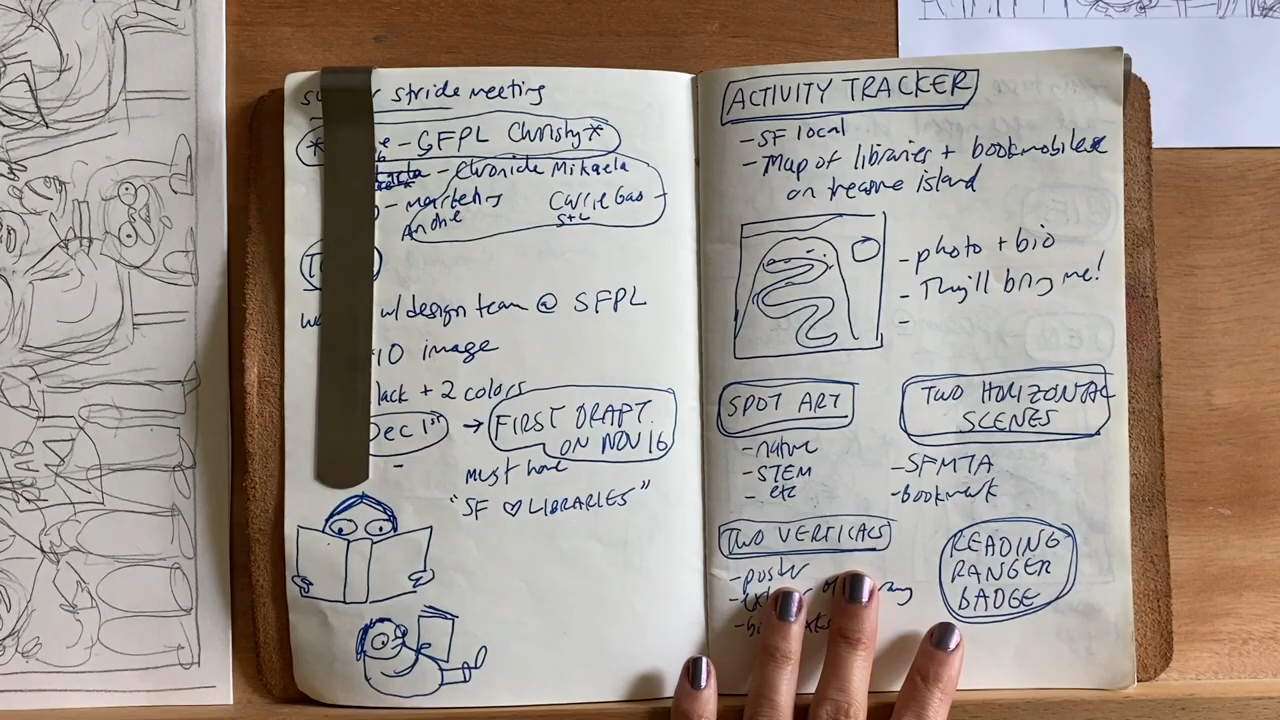 stride meeting
- SFPL Christy *
- Chronicle Mikaela
- marketing Carrie Gao
Andrie
S+L
w/design team @ SFPL
10 image
lack + 2 colors
Dec 1st → FIRST DRAFT
ON NOV 16
must have
"SF ♡ LIBRARIES"
ACTIVITY TRACKER
- SF local
- Map of libraries + bookmobiles
on treasure island
- photo + bio
- They'll bring me!
-
SPOT ART
- nature
- STEM
- etc
TWO HORIZONTAL
SCENES
- SFMTA
- bookmark
TWO VERTICALS
- poster
READING
RANGER
BADGE